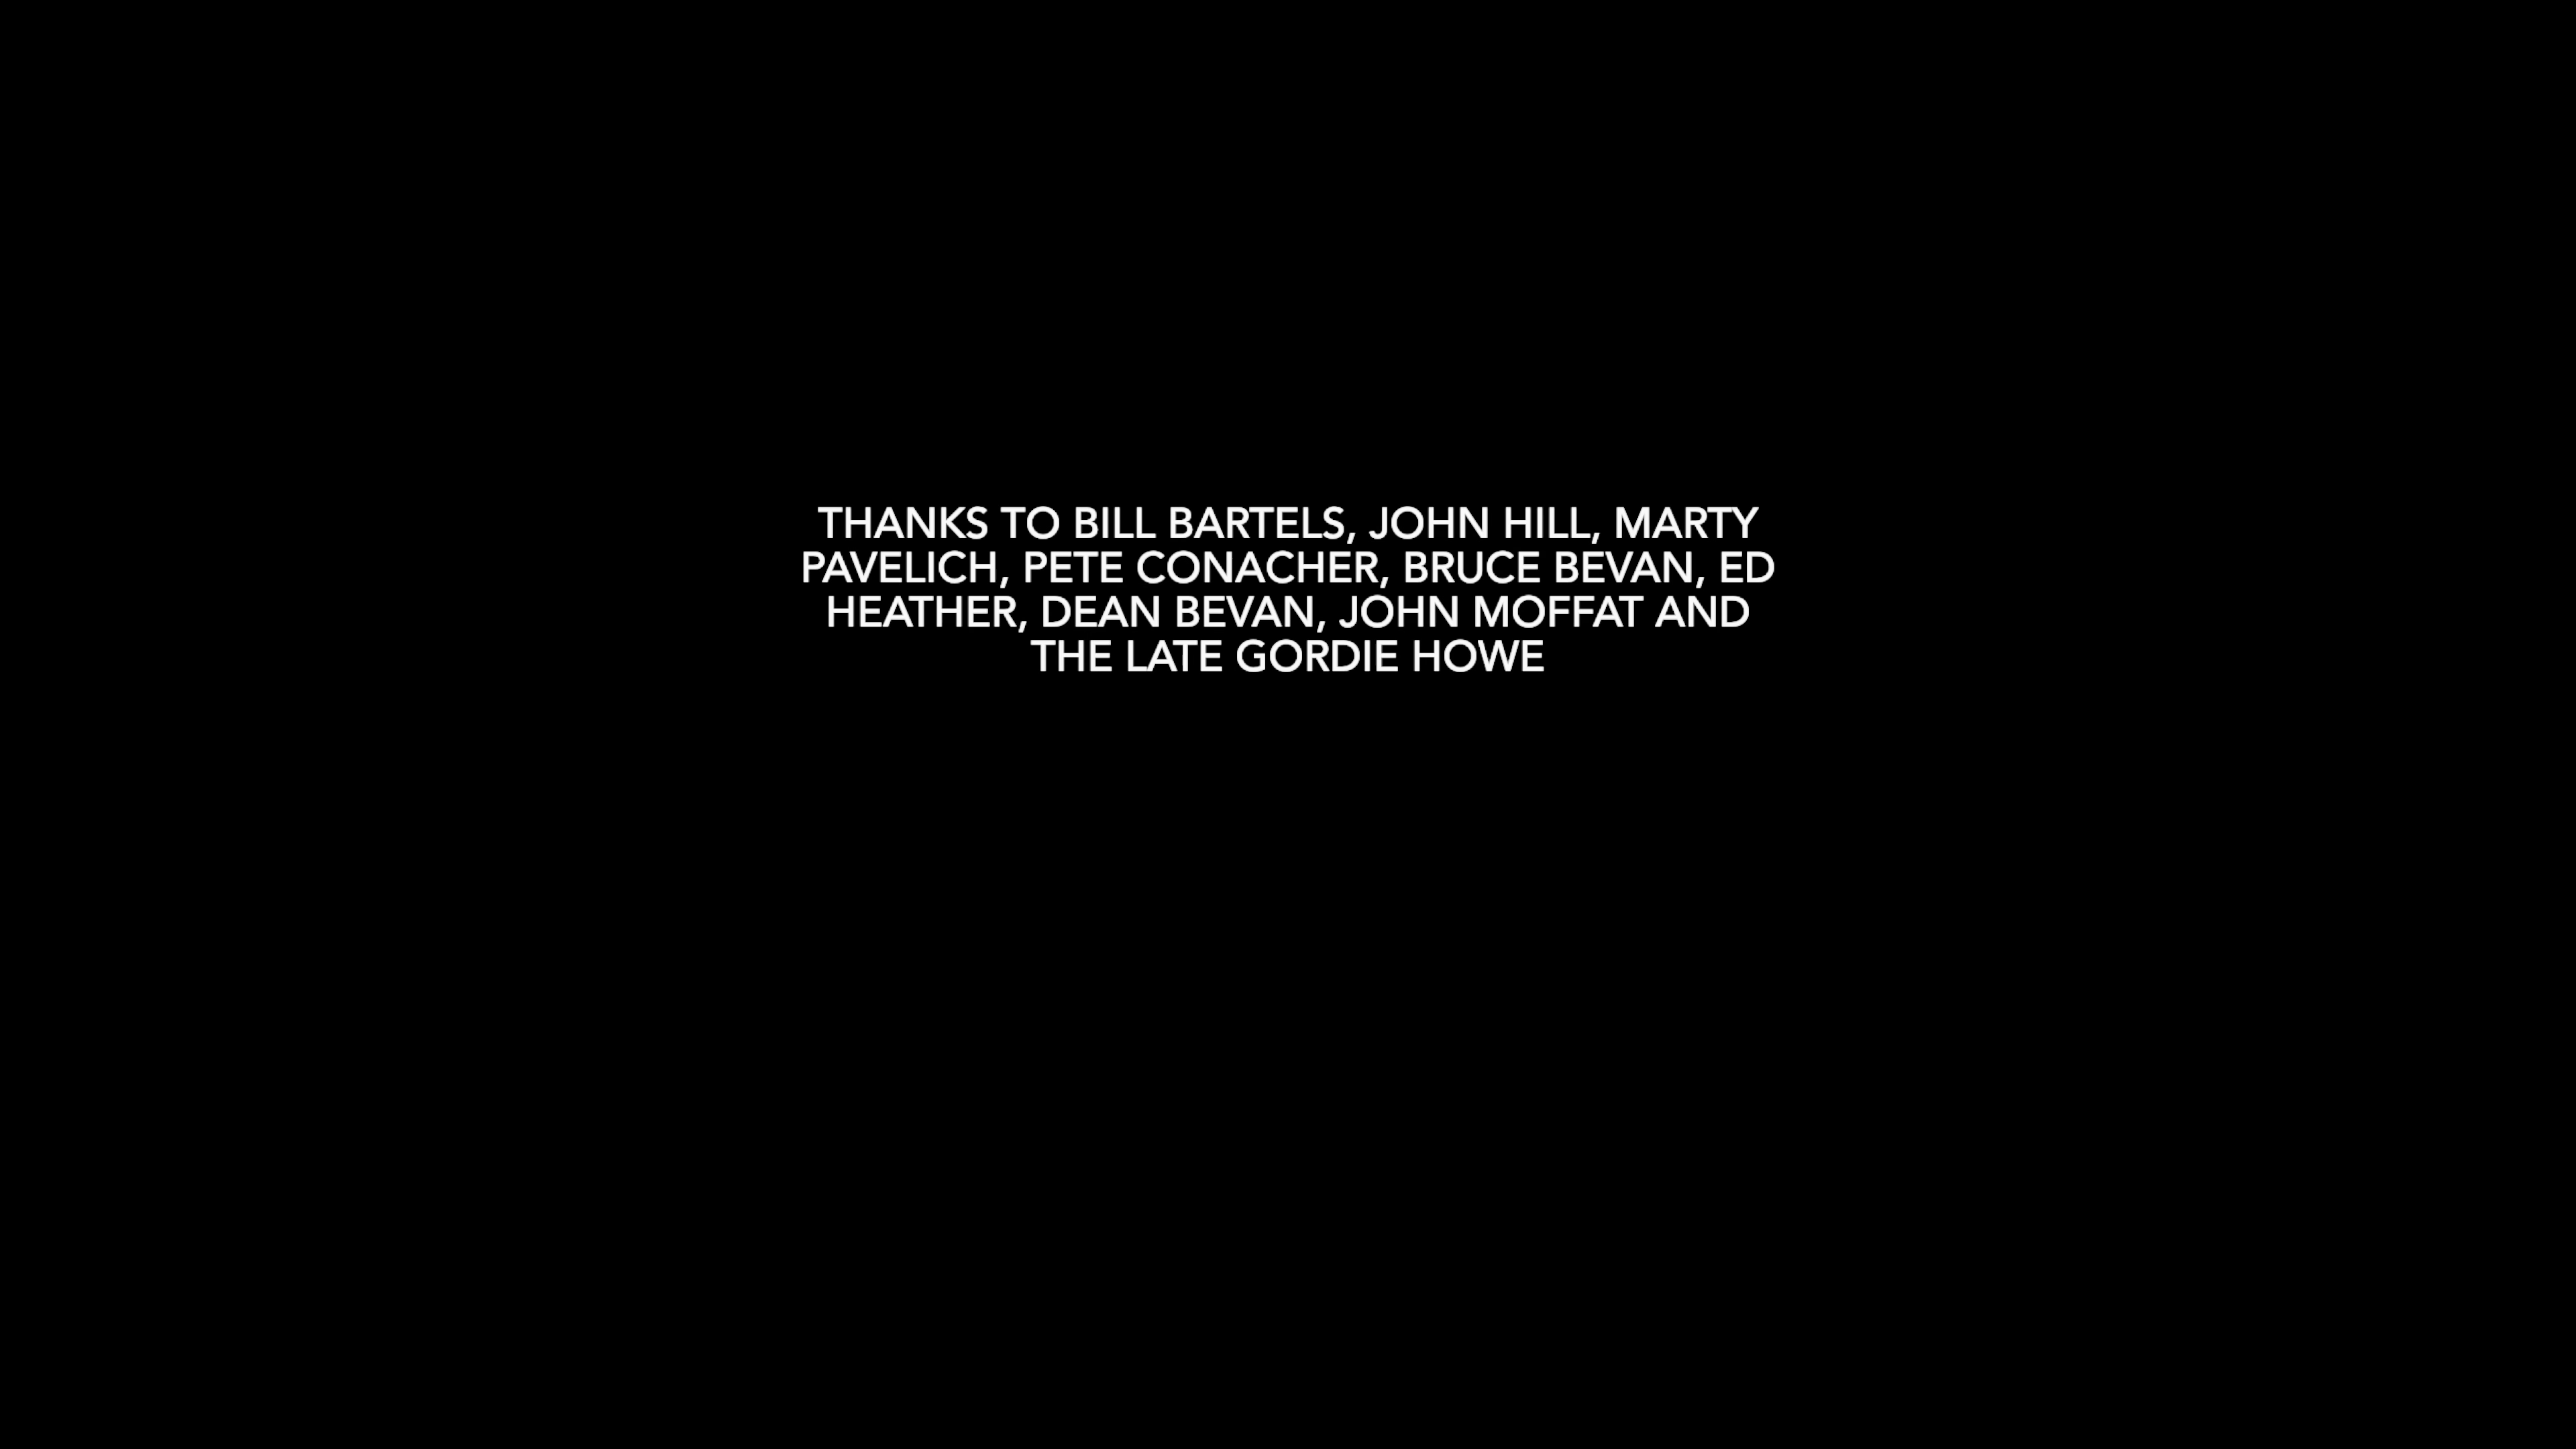 THANKS TO BILL BARTELS, JOHN HILL, MARTY
PAVELICH, PETE CONACHER, BRUCE BEVAN, ED
HEATHER, DEAN BEVAN, JOHN MOFFAT AND
THE LATE GORDIE HOWE